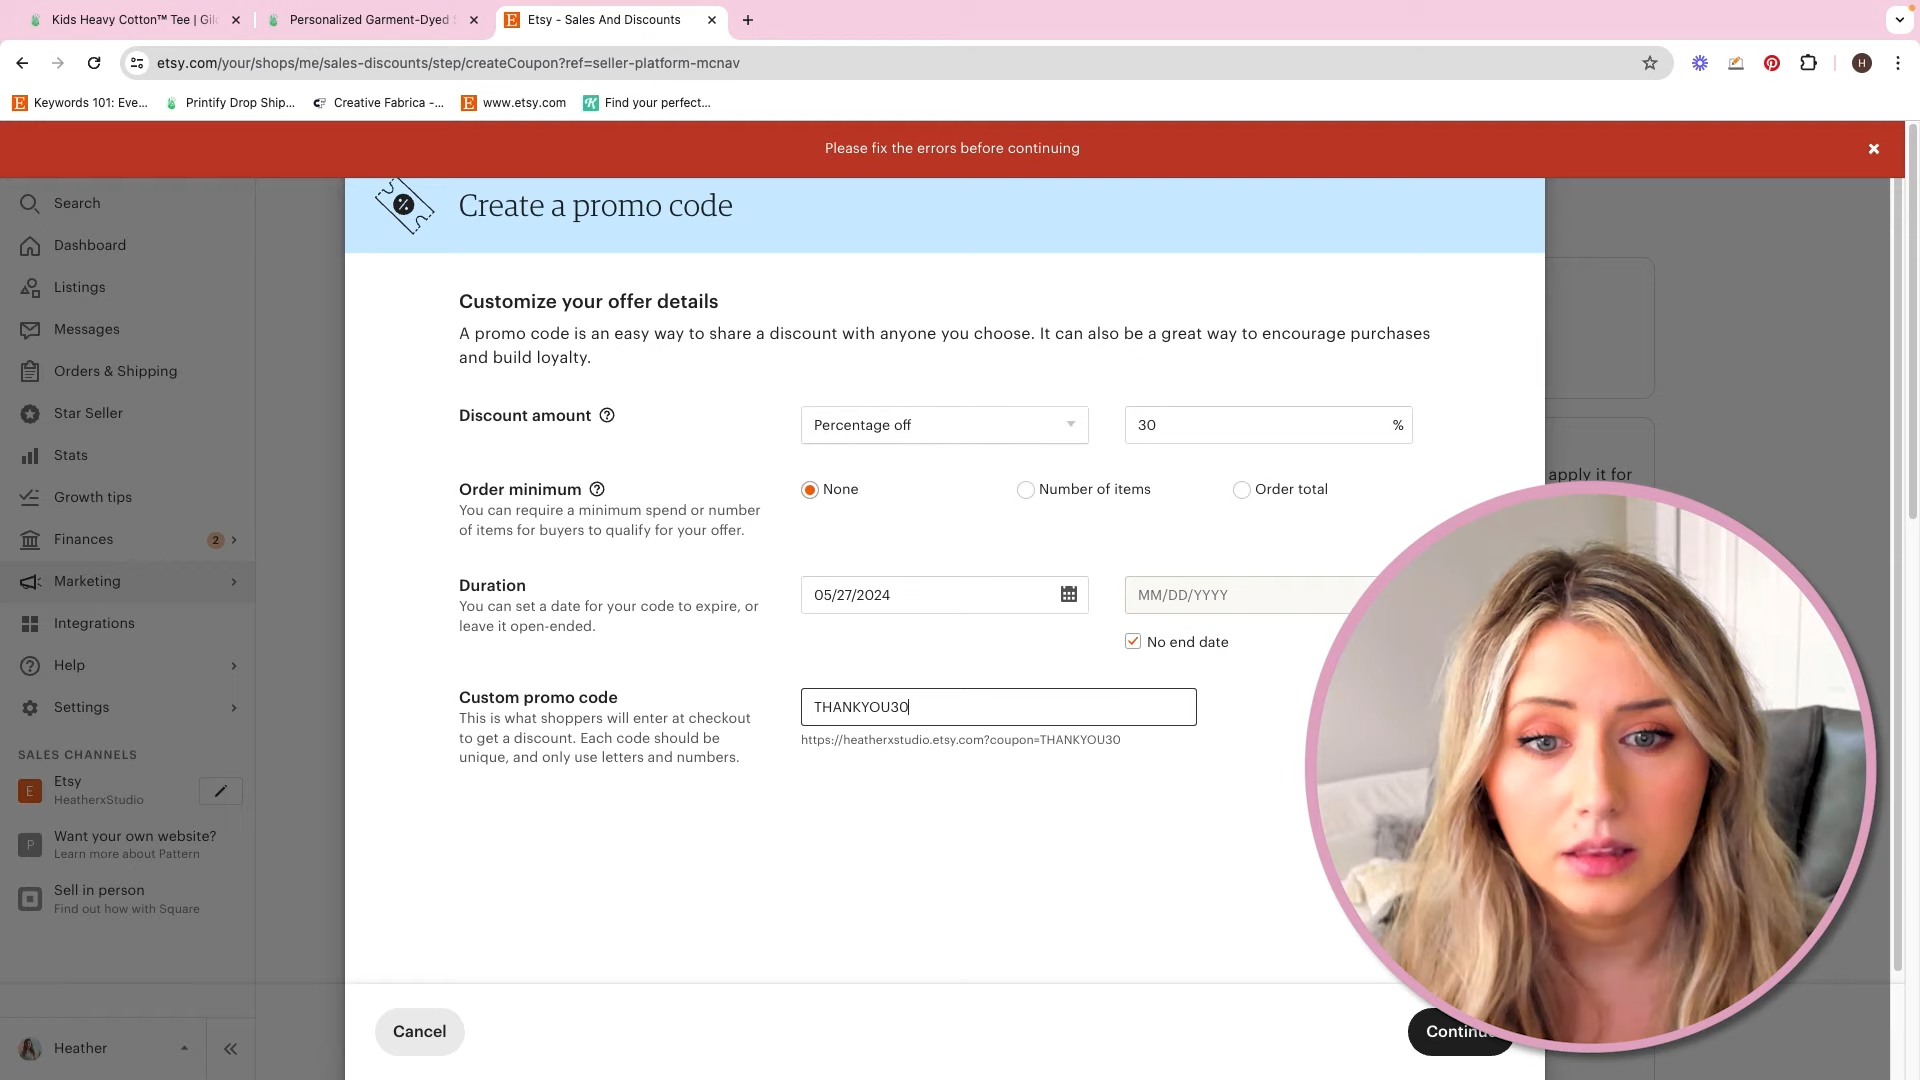 Kids Heavy Cotton™ Tee | Gil
Personalized Garment-Dyed S
Etsy - Sales And Discounts
etsy.com/your/shops/me/sales-discounts/step/createCoupon?ref=seller-platform-mcnav
H
Keywords 101: Eve...
Printify Drop Ship...
Creative Fabrica -...
www.etsy.com
Find your perfect...
Please fix the errors before continuing
Search
Dashboard
Listings
Messages
Orders & Shipping
Star Seller
Stats
Growth tips
Finances 2
Marketing
Integrations
Help
Settings
SALES CHANNELS
E Etsy
HeatherxStudio
P Want your own website?
Learn more about Pattern
Sell in person
Find out how with Square
Heather
Create a promo code
Customize your offer details
A promo code is an easy way to share a discount with anyone you choose. It can also be a great way to encourage purchases
and build loyalty.
Discount amount
Percentage off
30 %
Order minimum
You can require a minimum spend or number
of items for buyers to qualify for your offer.
None
Number of items
Order total
Duration
You can set a date for your code to expire, or
leave it open-ended.
05/27/2024
MM/DD/YYYY
No end date
Custom promo code
This is what shoppers will enter at checkout
to get a discount. Each code should be
unique, and only use letters and numbers.
THANKYOU30
https://heatherxstudio.etsy.com?coupon=THANKYOU30
apply it for
Cancel
Continue